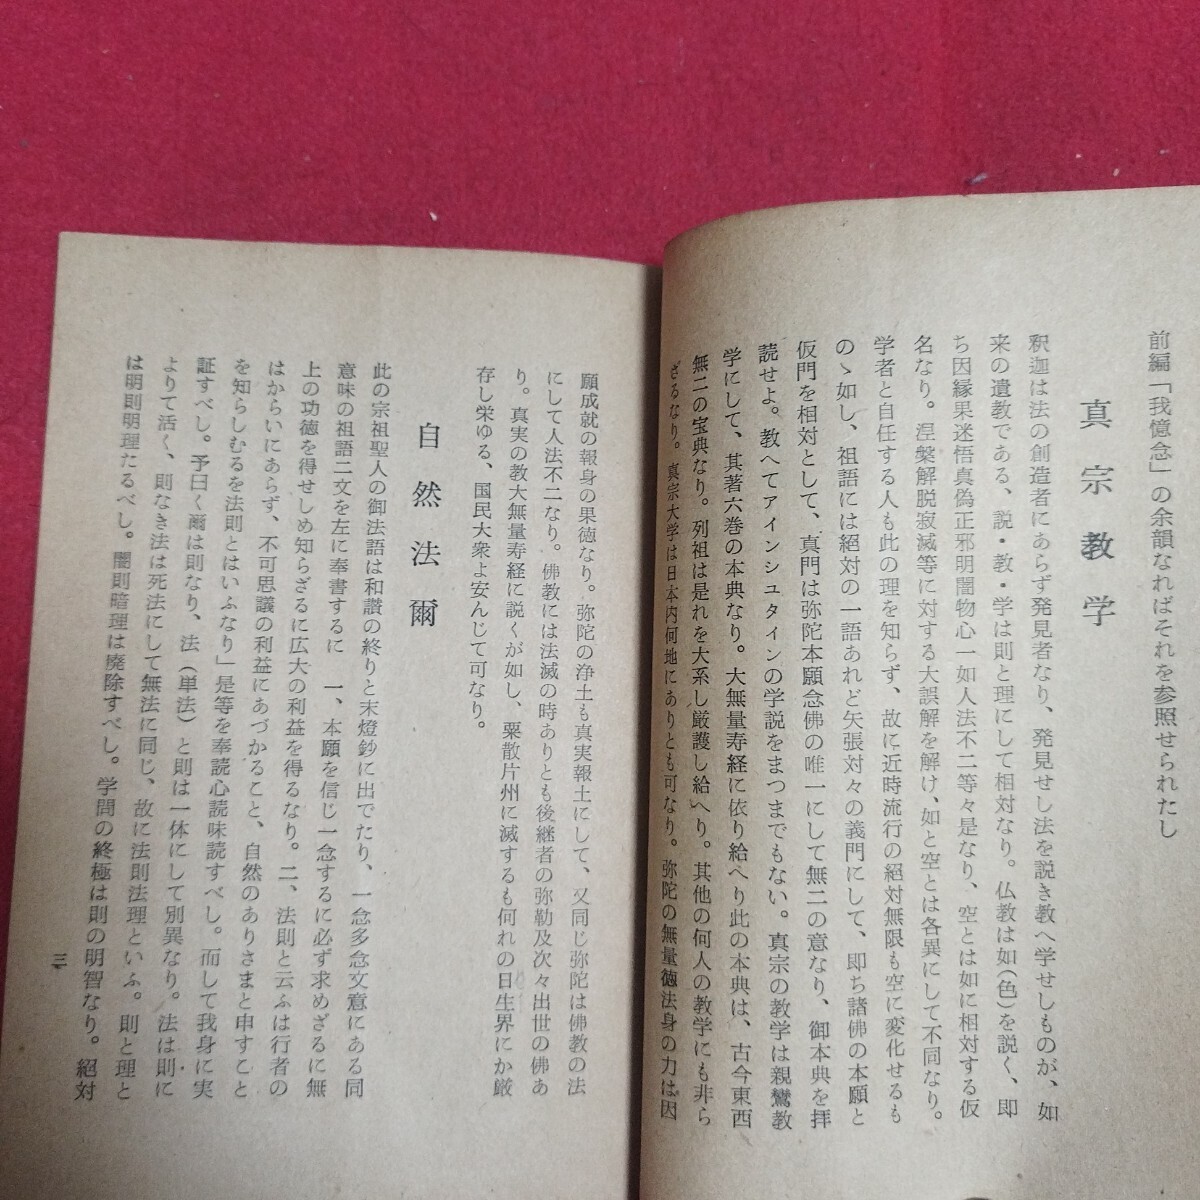 前編「我憶念」の余韻なればそれを参照せられたし
真宗教学
釈迦は法の創造者にあらず発見者なり、発見せし法を説き教へ学せしものが、如
来の遺教である、説・教・学は則と理にして相対なり。仏教は如(色)を説く、即
ち因縁果迷悟真偽正邪明闇物心一如人法不二等々是なり、空とは如に相対する仮
名なり。涅槃解脱寂滅等に対する大誤解を解け、如と空とは各異にして不同なり。
学者と自任する人も此の理を知らず、故に近時流行の絕対無限も空に変化せるも
のゝ如し、祖語には絕対の一語あれど矢張対々の義門にして、即ち諸佛の本願と
仮門を相対として、真門は弥陀本願念佛の唯一にして無二の意なり、御本典を拝
読せよ。教へてアインシュタインの学説をまつまでもない。真宗の教学は親鸞教
学にして、其著六巻の本典なり。大無量寿経に依り給へり此の本典は、古今東西
無二の宝典なり。列祖は是れを大系し厳護し給へり。其他の何人の教学にも非ら
ざるなり。真宗大学は日本内何地にありとも可なり。弥陀の無量徳法身の力は因
願成就の報身の果徳なり。弥陀の浄土も真実報土にして、又同じ弥陀は佛教の法
にして人法不二なり。佛教には法滅の時ありとも後継者の弥勒及次々出世の佛あ
り。真実の教大無量寿経に説くが如し、粟散片州に滅するも何れの日生界にか厳
存し栄ゆる、国民大衆よ安んじて可なり。
自然法爾
此の宗祖聖人の御法語は和讃の終りと末燈鈔に出でたり、一念多念文意にある同
意味の祖語二文を左に奉書するに 一、本願を信じ一念するに必ず求めざるに無
上の功徳を得せしめ知らざるに広大の利益を得るなり。二、法則と云ふは行者の
はからいにあらず、不可思議の利益にあづかること、自然のありさまと申すこと
を知らしむるを法則とはいふなり」是等を奉読心読味読すべし。而して我身に実
証すべし。予曰く爾は則なり、法(単法)と則は一体にして別異なり。法は則に
よりて活く、則なき法は死法にして無法に同じ、故に法則法理といふ。則と理と
は明則明理たるべし。闇則暗理は廃除すべし。学問の終極は則の明智なり。絕対
三